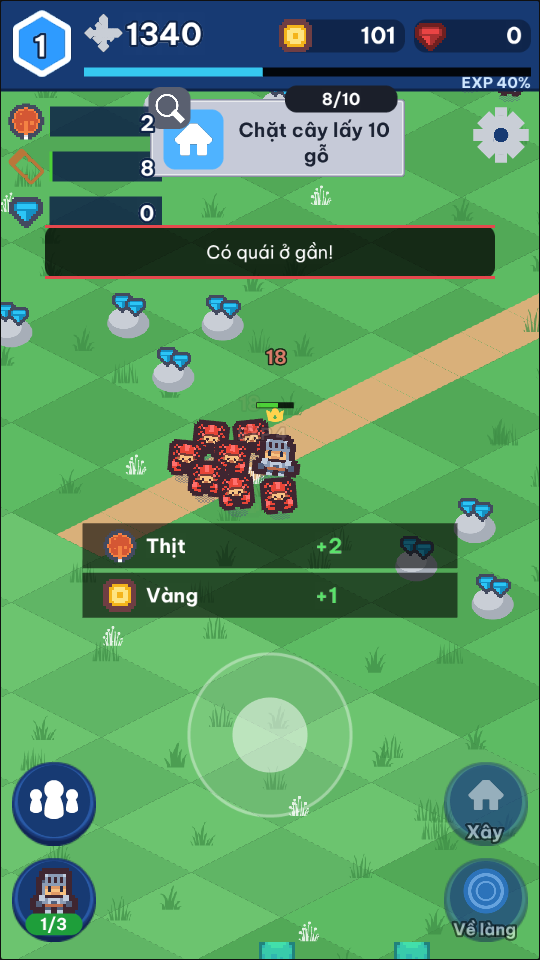 1
1340
101
0
EXP 40%
8/10
2
Chặt cây lấy 10
gỗ
8
0
Có quái ở gần!
18
Thịt
+2
Vàng
+1
Xây
1/3
Về làng